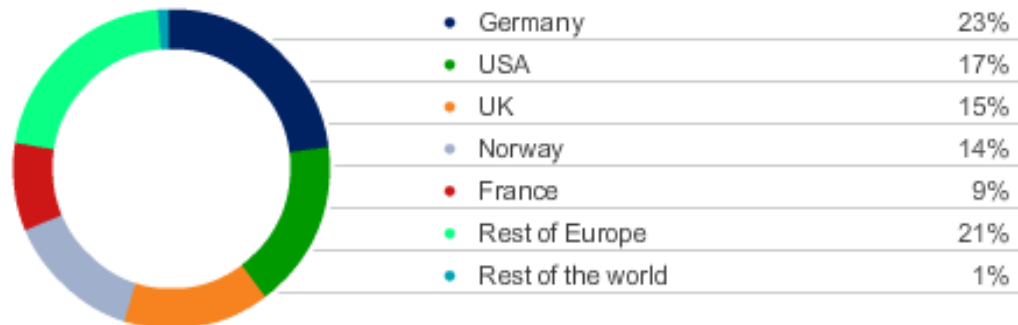 Germany 23%
USA 17%
UK 15%
Norway 14%
France 9%
Rest of Europe 21%
Rest of the world 1%